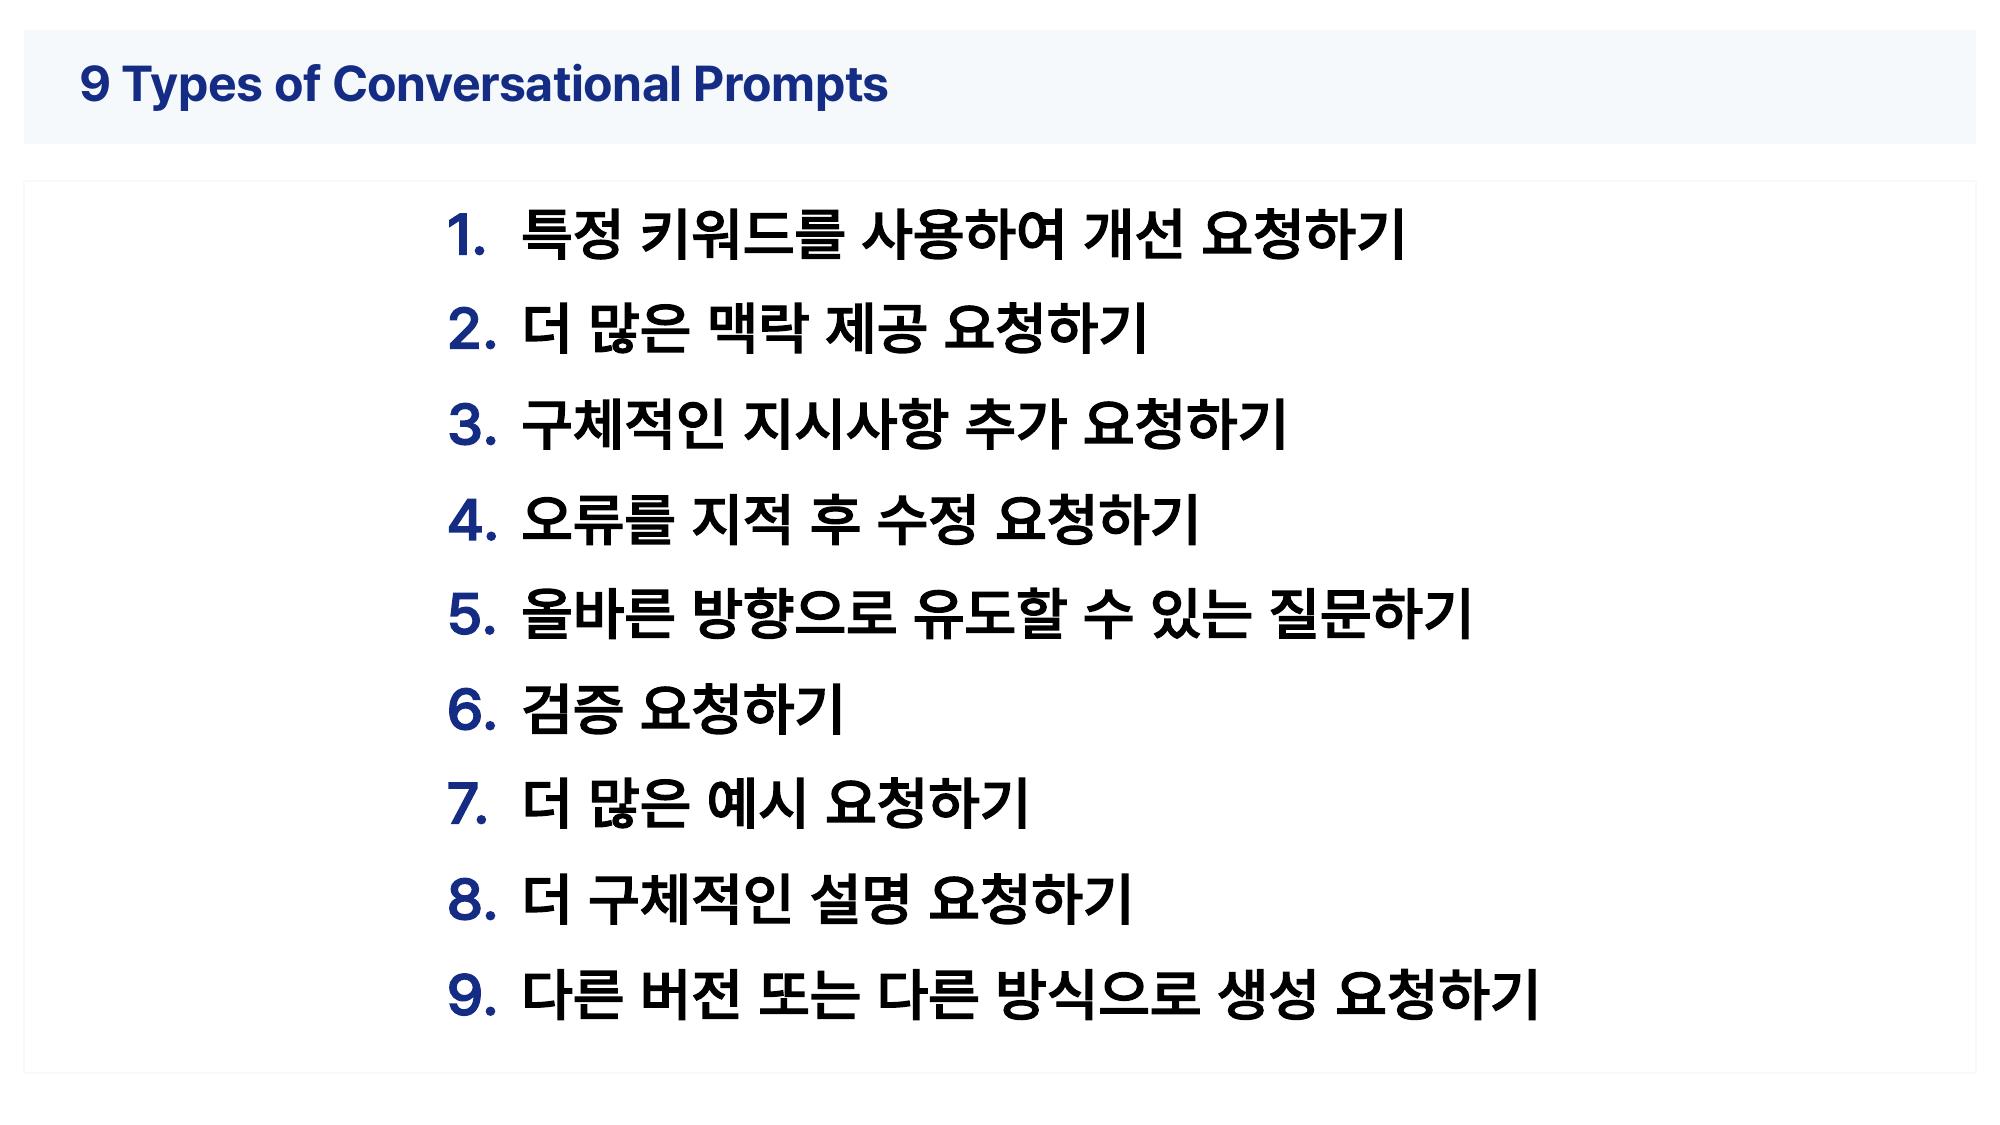 9 Types of Conversational Prompts
1. 특정 키워드를 사용하여 개선 요청하기
2. 더 많은 맥락 제공 요청하기
3. 구체적인 지시사항 추가 요청하기
4. 오류를 지적 후 수정 요청하기
5. 올바른 방향으로 유도할 수 있는 질문하기
6. 검증 요청하기
7. 더 많은 예시 요청하기
8. 더 구체적인 설명 요청하기
9. 다른 버전 또는 다른 방식으로 생성 요청하기